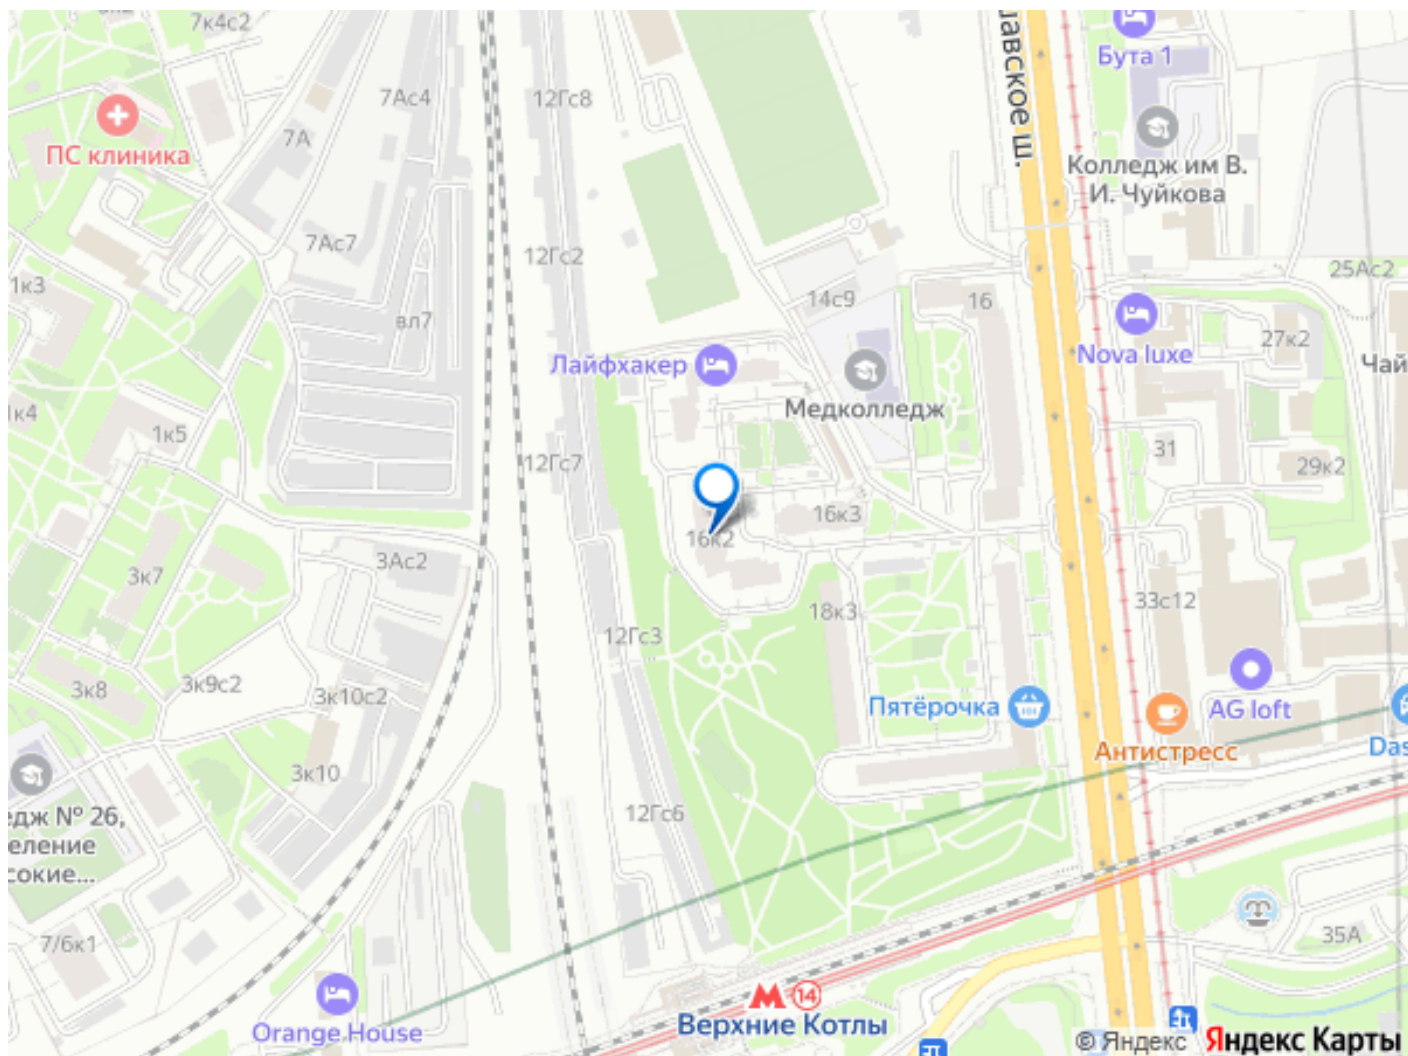 7к4с2
Бута 1
7Ас4
12Гс8
авское ш.
7А
ПС клиника
Колледж им В.
И. Чуйкова
7Ас7
12Гс2
25Ас2
1к3
14с9
16
вл7
27к2
Nova luxe
Лайфхакер
Чай
1к4
Медколледж
1к5
31
12Гс7
29к2
16к3
16к2
3Ас2
3к7
33с12
18к3
12Гс3
3к9с2
3к8
3к10с2
Пятёрочка
AG loft
Антистресс
Das
3к10
12Гс6
едж № 26,
еление
сокие...
7/6к1
35А
14
Верхние Котлы
Orange House
© Яндекс Яндекс Карты